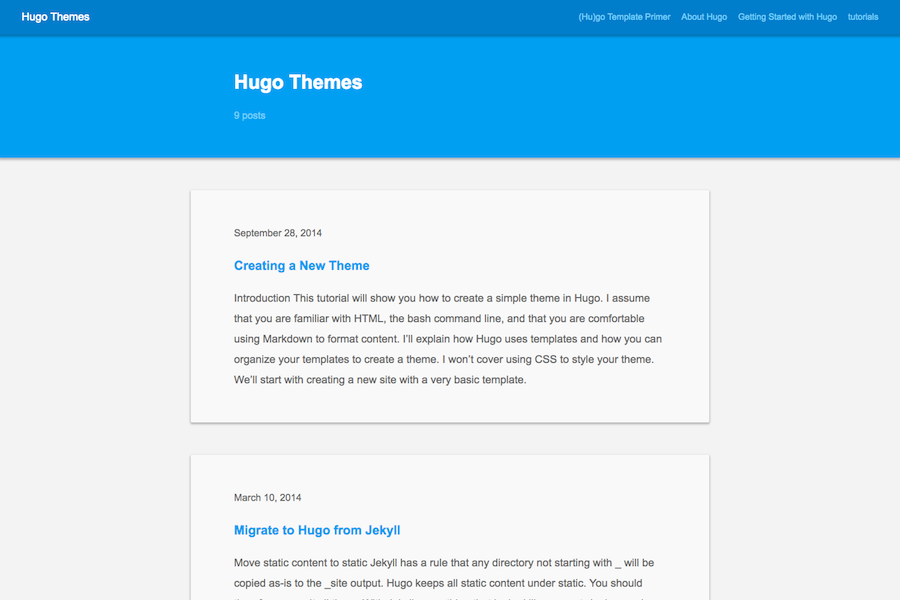 Hugo Themes
(Hu)go Template Primer About Hugo Getting Started with Hugo tutorials
Hugo Themes
9 posts
September 28, 2014
Creating a New Theme
Introduction This tutorial will show you how to create a simple theme in Hugo. I assume
that you are familiar with HTML, the bash command line, and that you are comfortable
using Markdown to format content. I’ll explain how Hugo uses templates and how you can
organize your templates to create a theme. I won’t cover using CSS to style your theme.
We’ll start with creating a new site with a very basic template.
March 10, 2014
Migrate to Hugo from Jekyll
Move static content to static Jekyll has a rule that any directory not starting with _ will be
copied as-is to the _site output. Hugo keeps all static content under static. You should